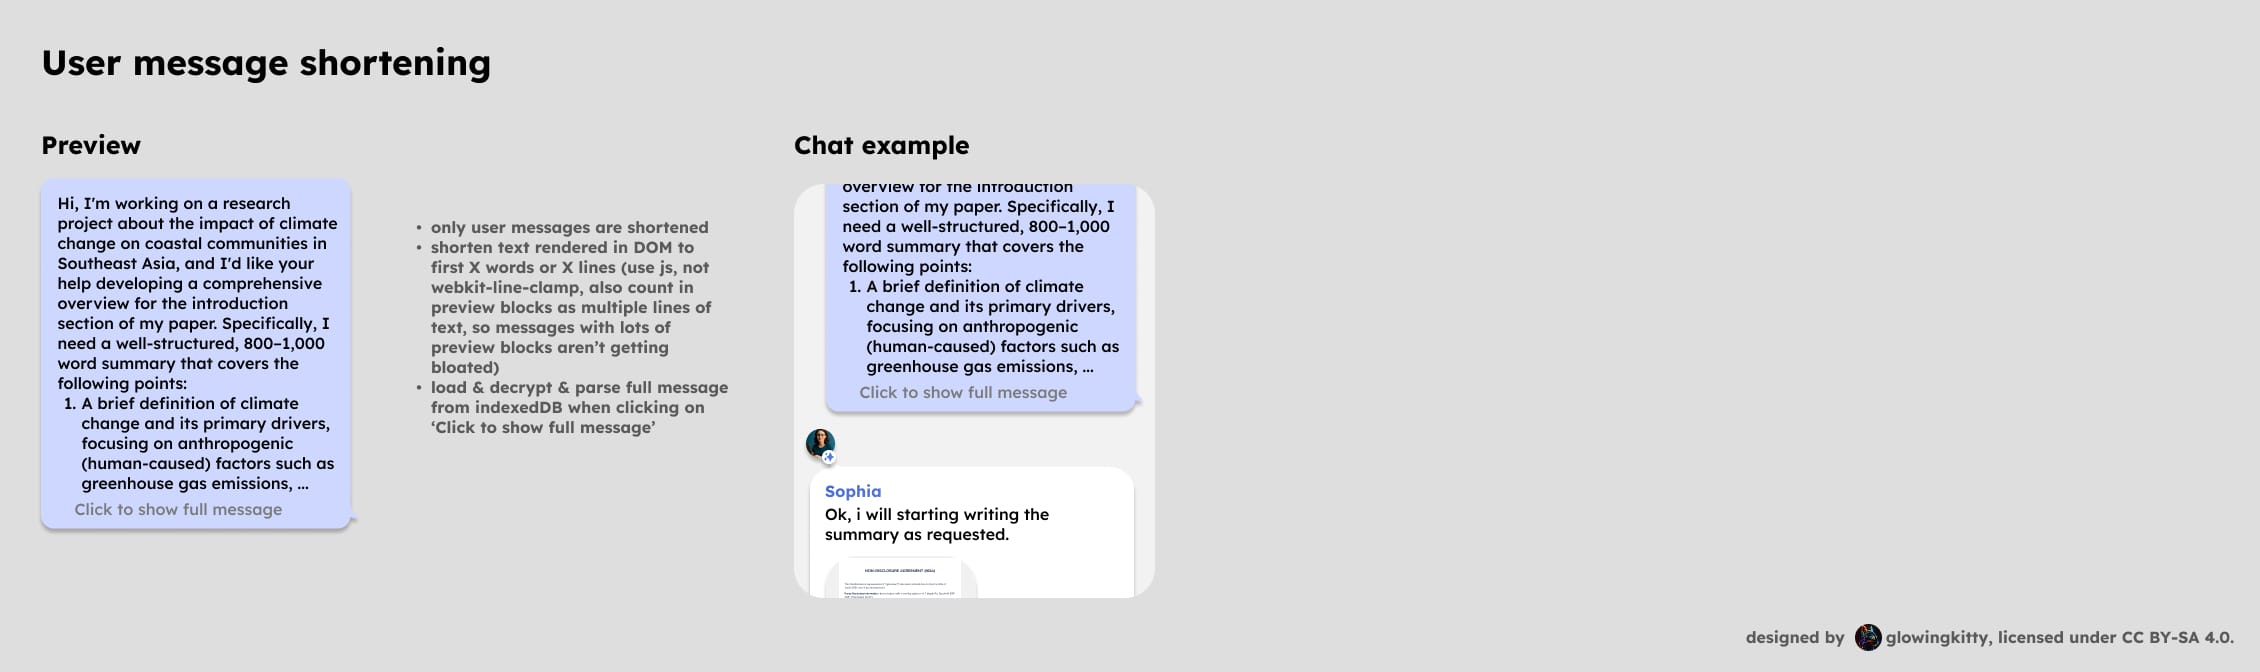 User message shortening
Preview
Hi, I'm working on a research
project about the impact of climate
change on coastal communities in
Southeast Asia, and I'd like your
help developing a comprehensive
overview for the introduction
section of my paper. Specifically, I
need a well-structured, 800–1,000
word summary that covers the
following points:
1. A brief definition of climate
change and its primary drivers,
focusing on anthropogenic
(human-caused) factors such as
greenhouse gas emissions, ...
Click to show full message
• only user messages are shortened
• shorten text rendered in DOM to
first X words or X lines (use js, not
webkit-line-clamp, also count in
preview blocks as multiple lines of
text, so messages with lots of
preview blocks aren't getting
bloated)
• load & decrypt & parse full message
from indexedDB when clicking on
‘Click to show full message’
Chat example
overview for the introduction
section of my paper. Specifically, I
need a well-structured, 800–1,000
word summary that covers the
following points:
1. A brief definition of climate
change and its primary drivers,
focusing on anthropogenic
(human-caused) factors such as
greenhouse gas emissions, ...
Click to show full message
Sophia
Ok, i will starting writing the
summary as requested.
NON-DISCLOSURE AGREEMENT (NDA)
designed by glowingkitty, licensed under CC BY-SA 4.0.